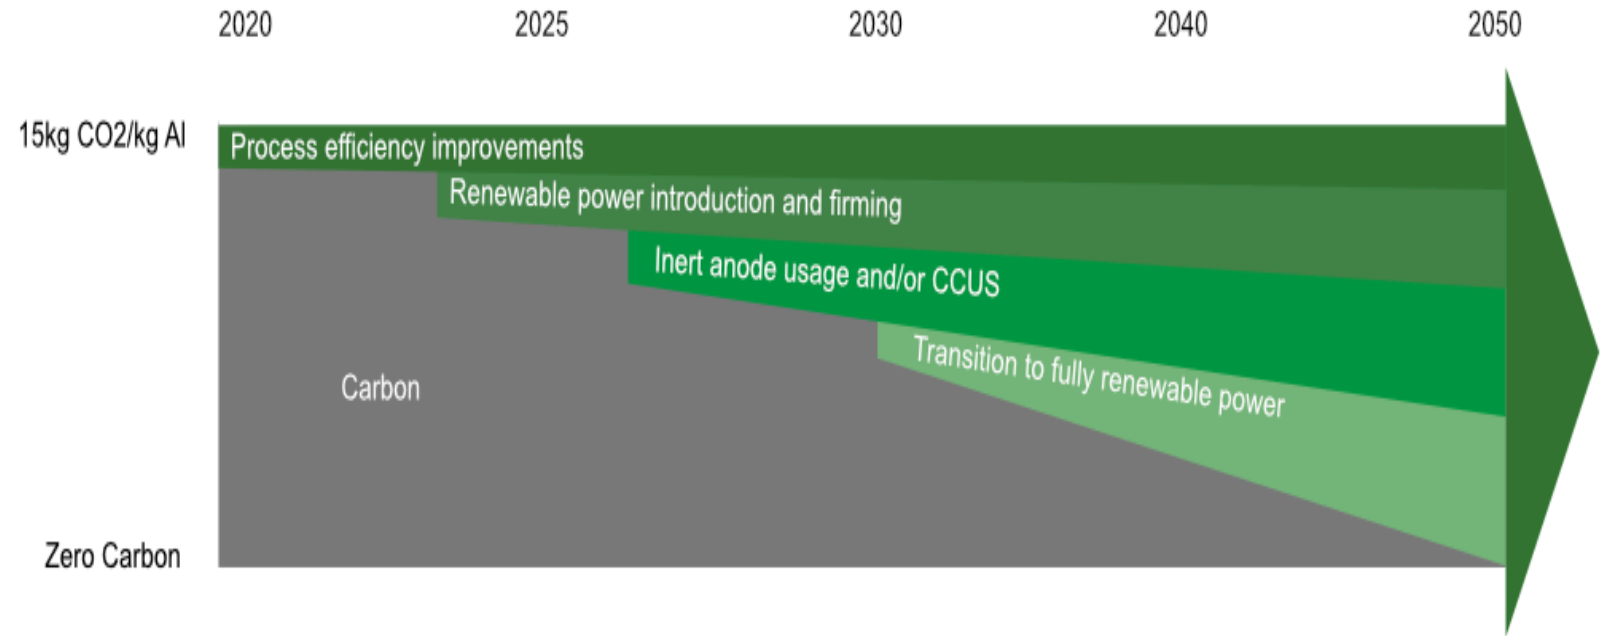 2020 2025 2030 2040 2050
15kg CO2/kg Al
Process efficiency improvements
Renewable power introduction and firming
Inert anode usage and/or CCUS
Transition to fully renewable power
Carbon
Zero Carbon